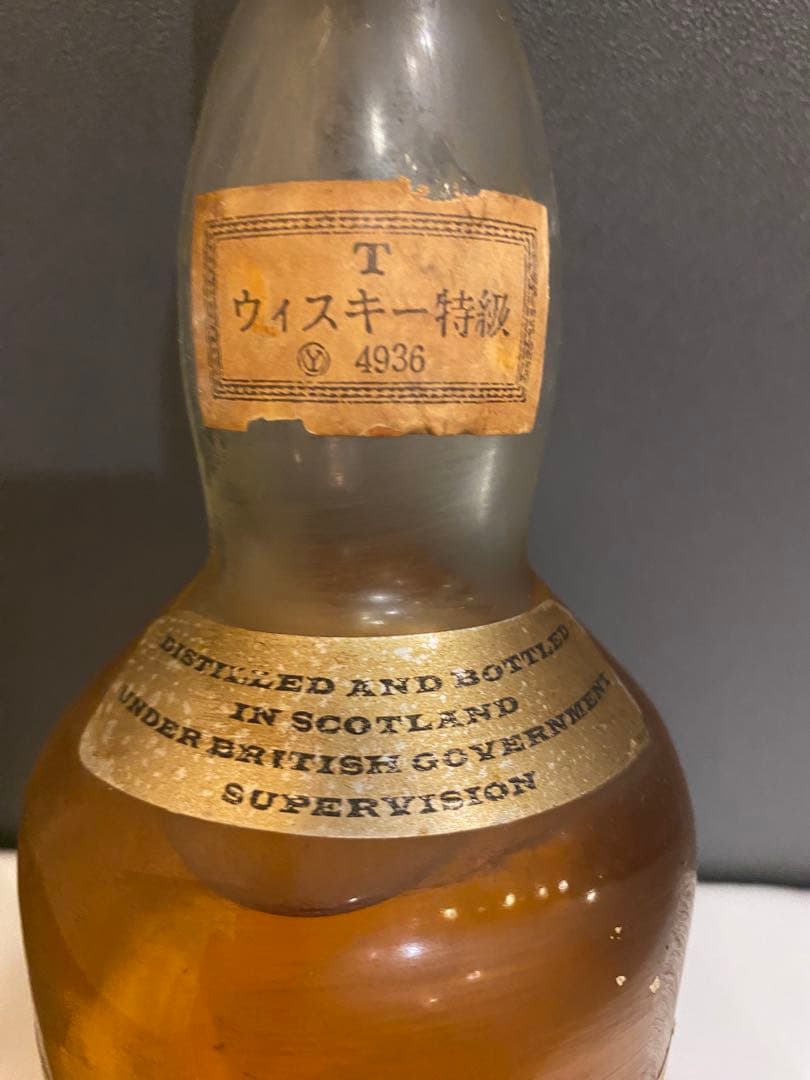 T
ウィスキー特級
Ⓨ 4936
DISTILLED AND BOTTLED
IN SCOTLAND
UNDER BRITISH GOVERNMENT
SUPERVISION